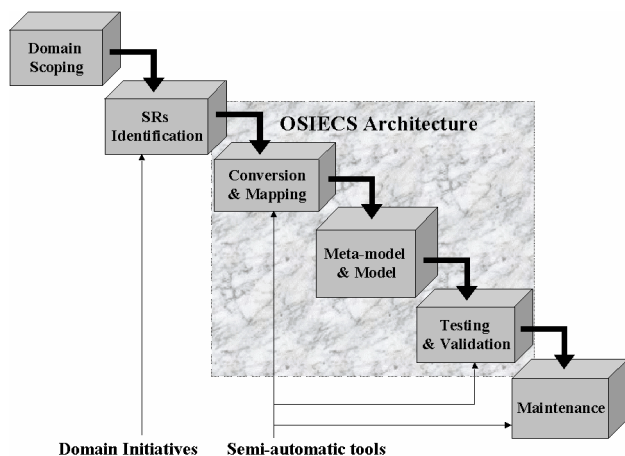 Domain
Scoping
SRs
Identification
OSIECS Architecture
Conversion
& Mapping
Meta-model
& Model
Testing
& Validation
Maintenance
Domain Initiatives
Semi-automatic tools